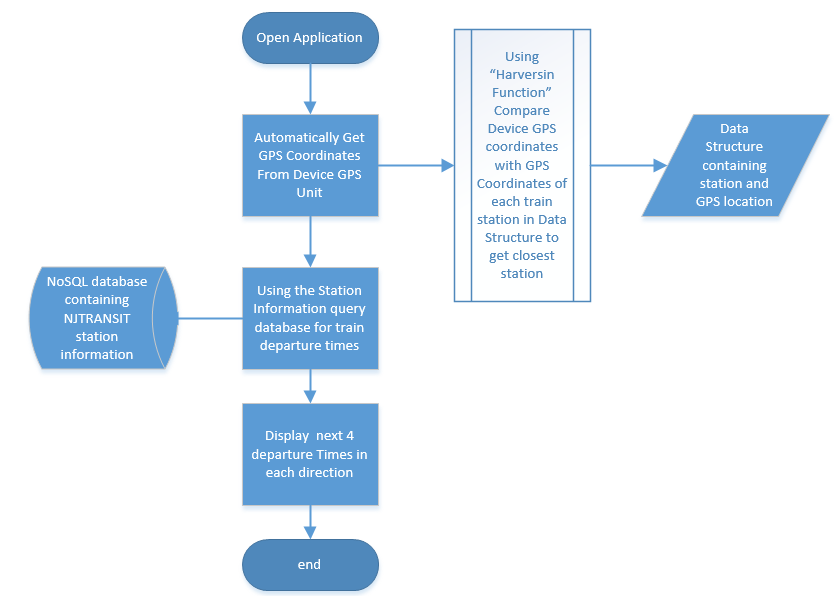 Open Application
Automatically Get
GPS Coordinates
From Device GPS
Unit
Using
“Harversin
Function”
Compare
Device GPS
coordinates
with GPS
Coordinates of
each train
station in Data
Structure to
get closest
station
Data
Structure
containing
station and
GPS location
NoSQL database
containing
NJTRANSIT
station
information
Using the Station
Information query
database for train
departure times
Display  next 4
departure Times in
each direction
end